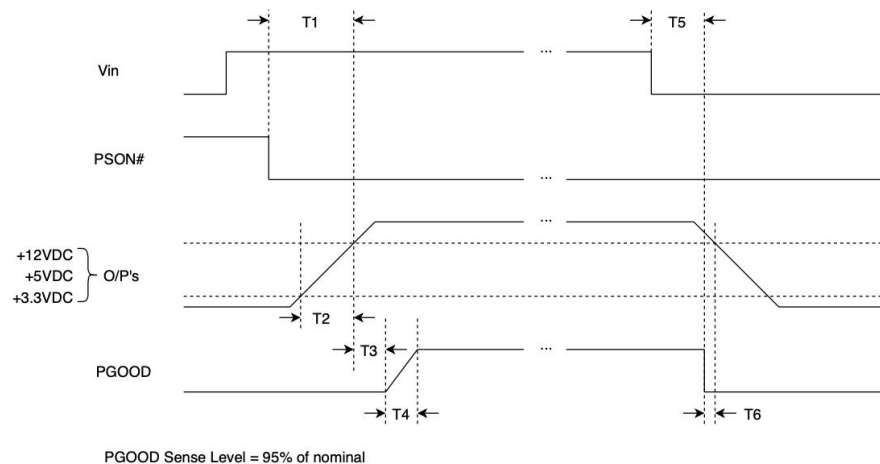 T1
T5
Vin
...
PSON#
...
...
+12VDC
+5VDC
O/P's
+3.3VDC
T2
T3
...
PGOOD
T4
T6
PGOOD Sense Level = 95% of nominal